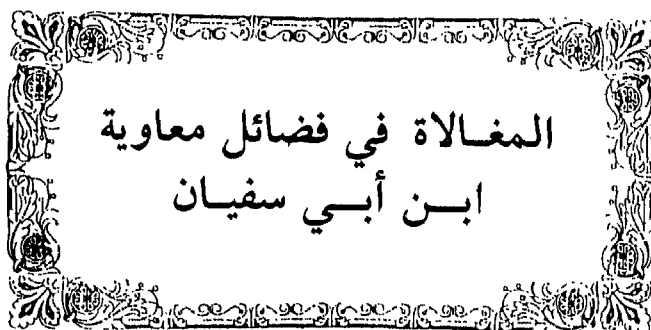 المغالاة في فضائل معاوية
ابن أبي سفيان